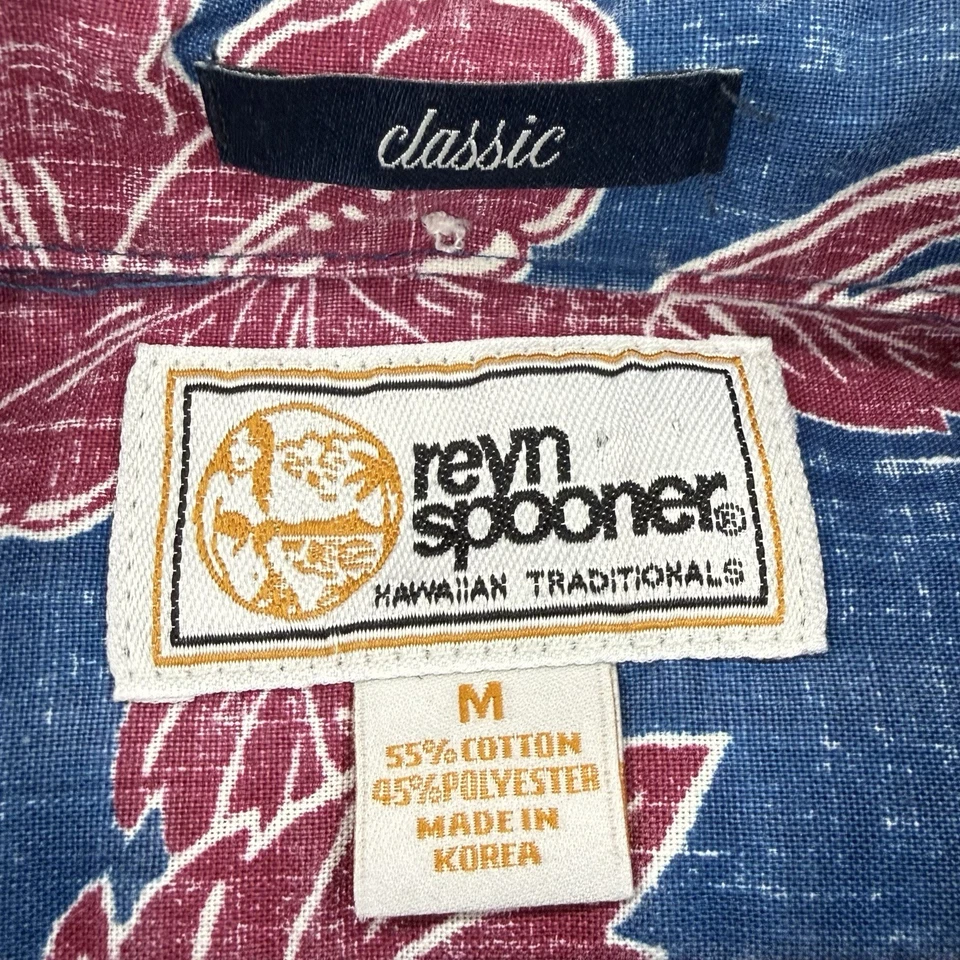 classic
reyn
spooner®
HAWAIIAN TRADITIONALS
M
55% COTTON
45% POLYESTER
MADE IN
KOREA